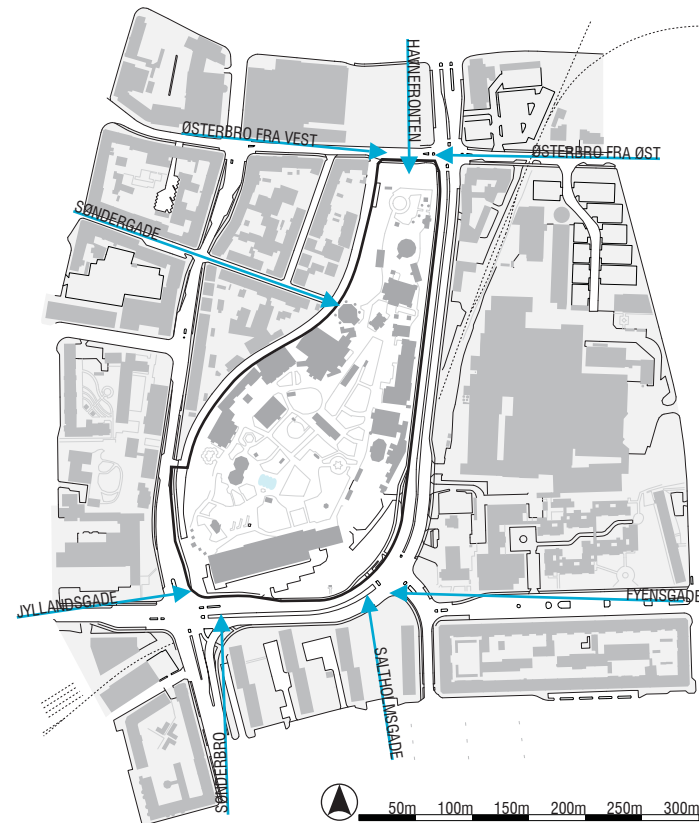 HAVNEFRONTEN
ØSTERBRO FRA VEST
ØSTERBRO FRA ØST
SØNDERGADE
JYLLANDSGADE
FYENSGADE
SALTHOLMSGADE
SØNDERBRO
50m 100m 150m 200m 250m 300m